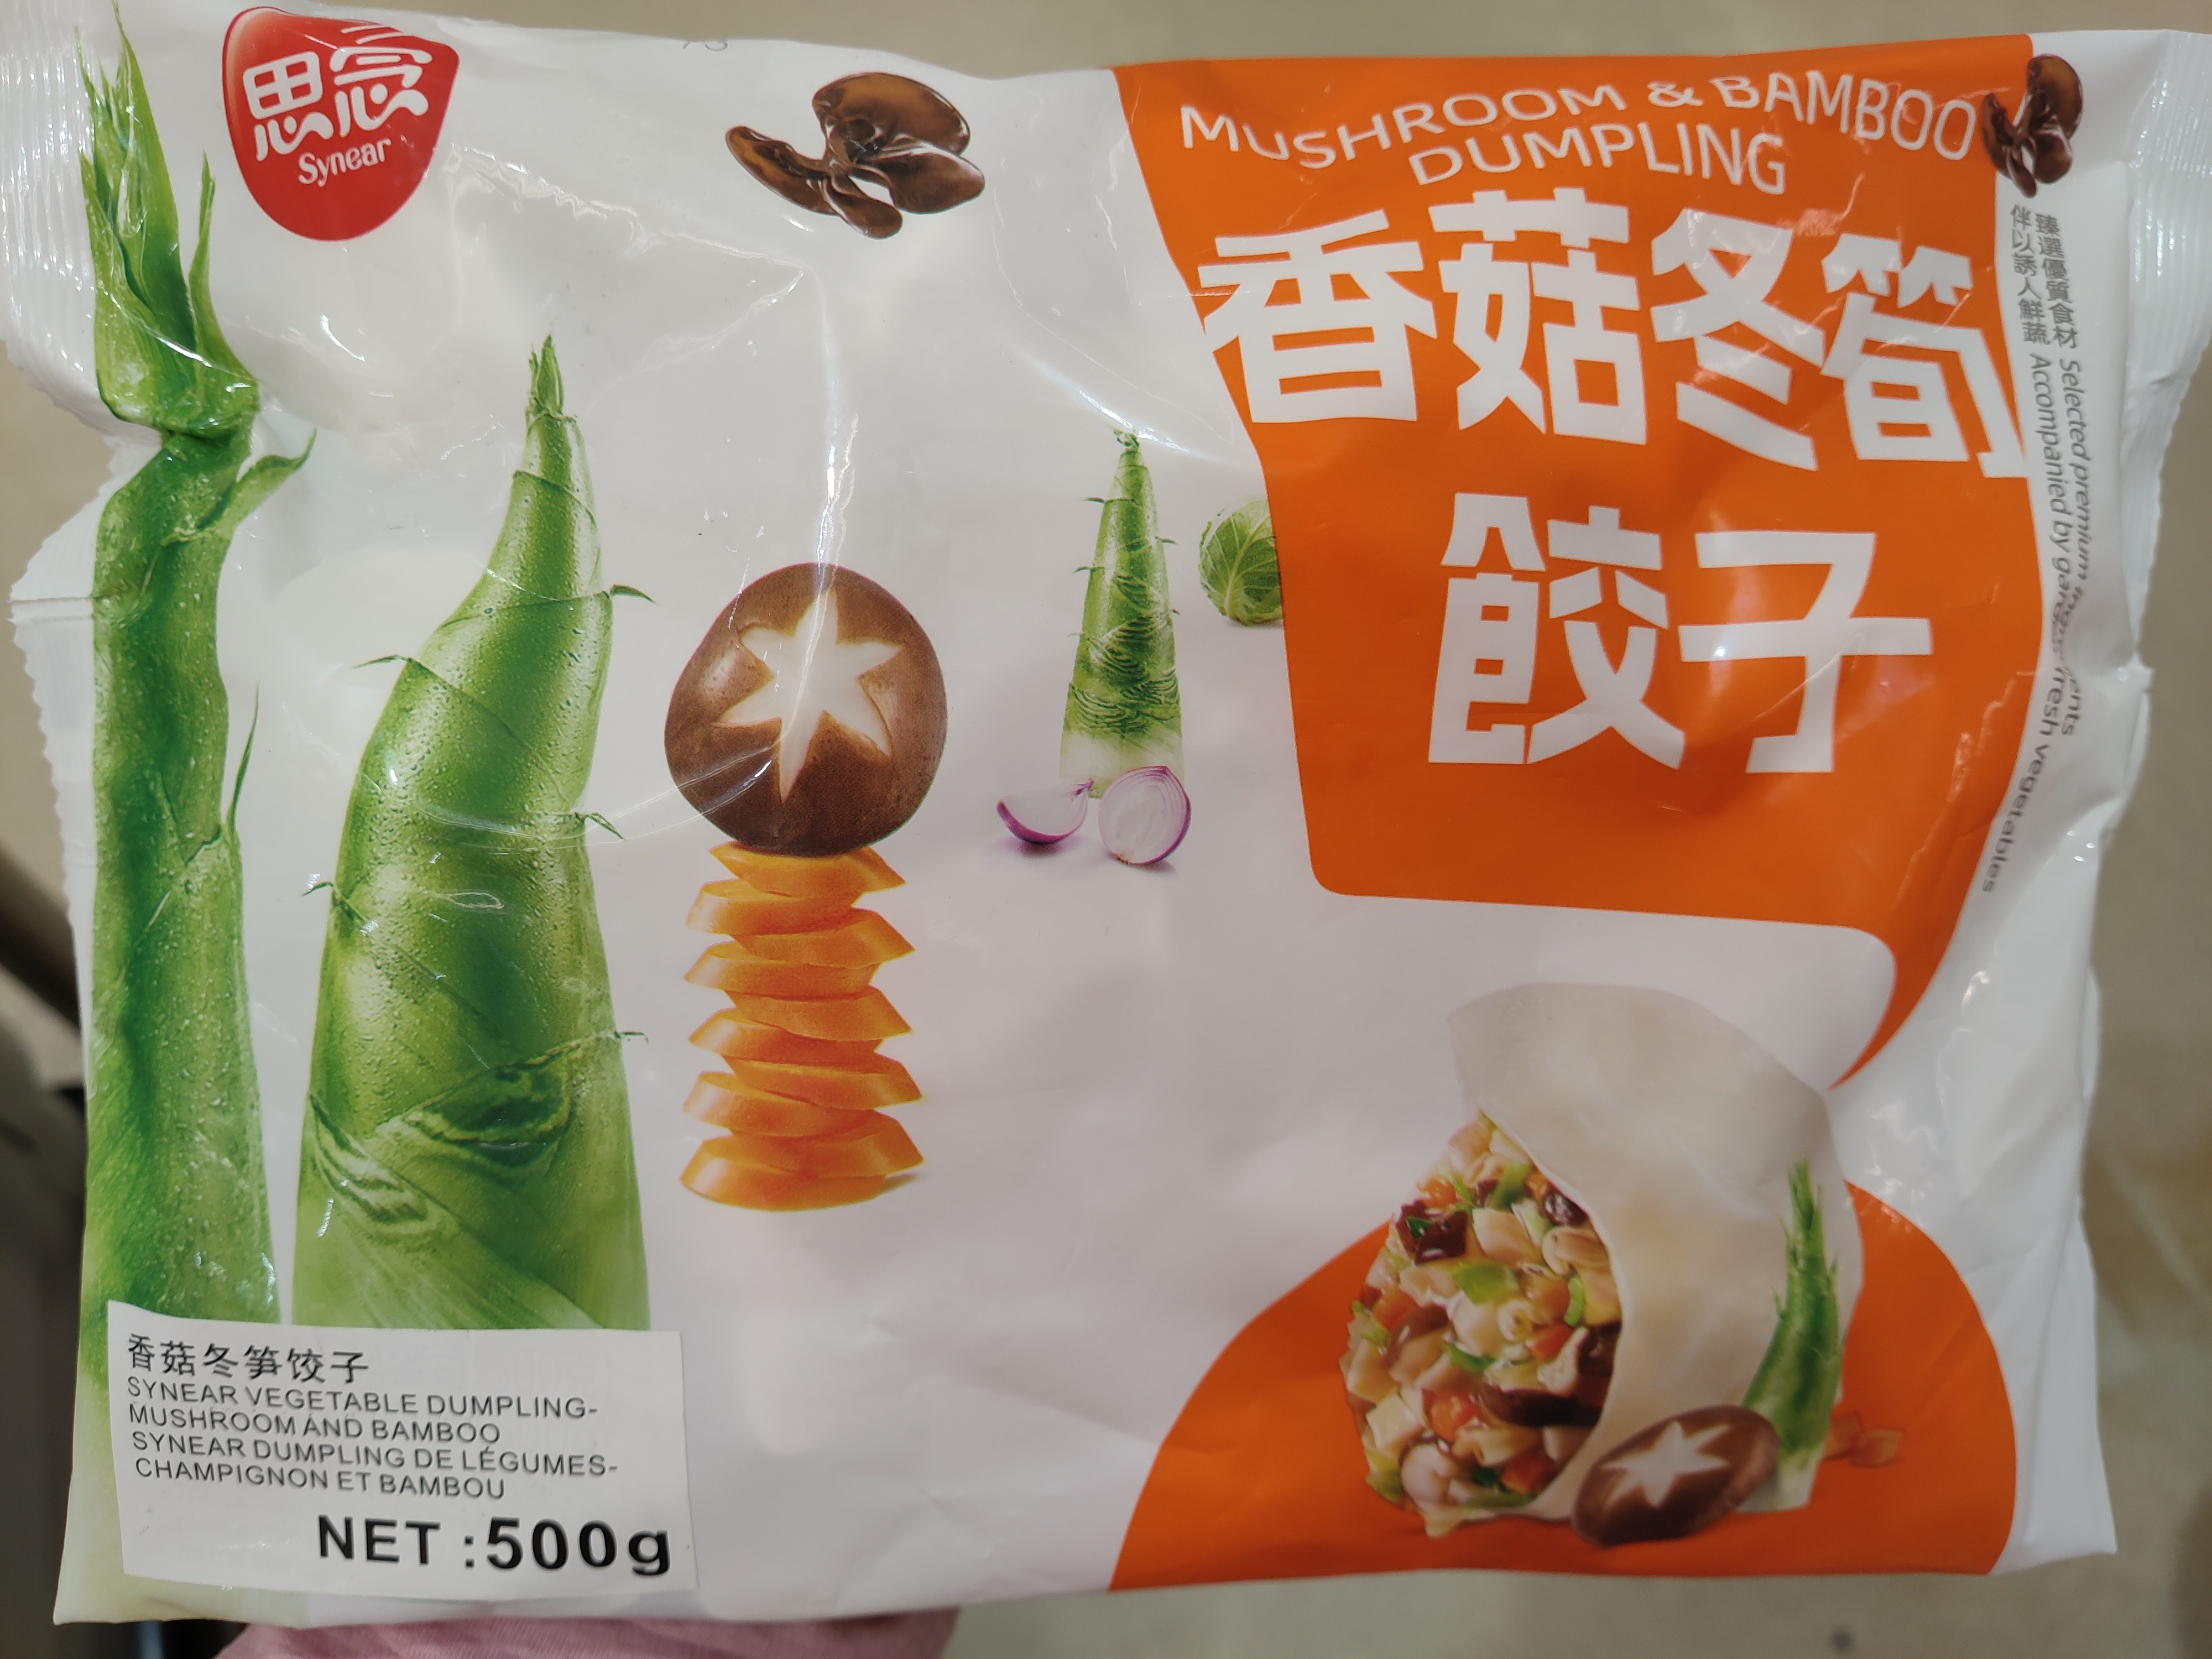 思念
Synear
MUSHROOM & BAMBOO
DUMPLING
香菇冬筍
餃子
臻選優質食材
伴以誘人鮮蔬
Selected premium
Accompanied by fresh vegetables
香菇冬笋饺子
SYNEAR VEGETABLE DUMPLING-
MUSHROOM AND BAMBOO
SYNEAR DUMPLING DE LÉGUMES-
CHAMPIGNON ET BAMBOU
NET :500g